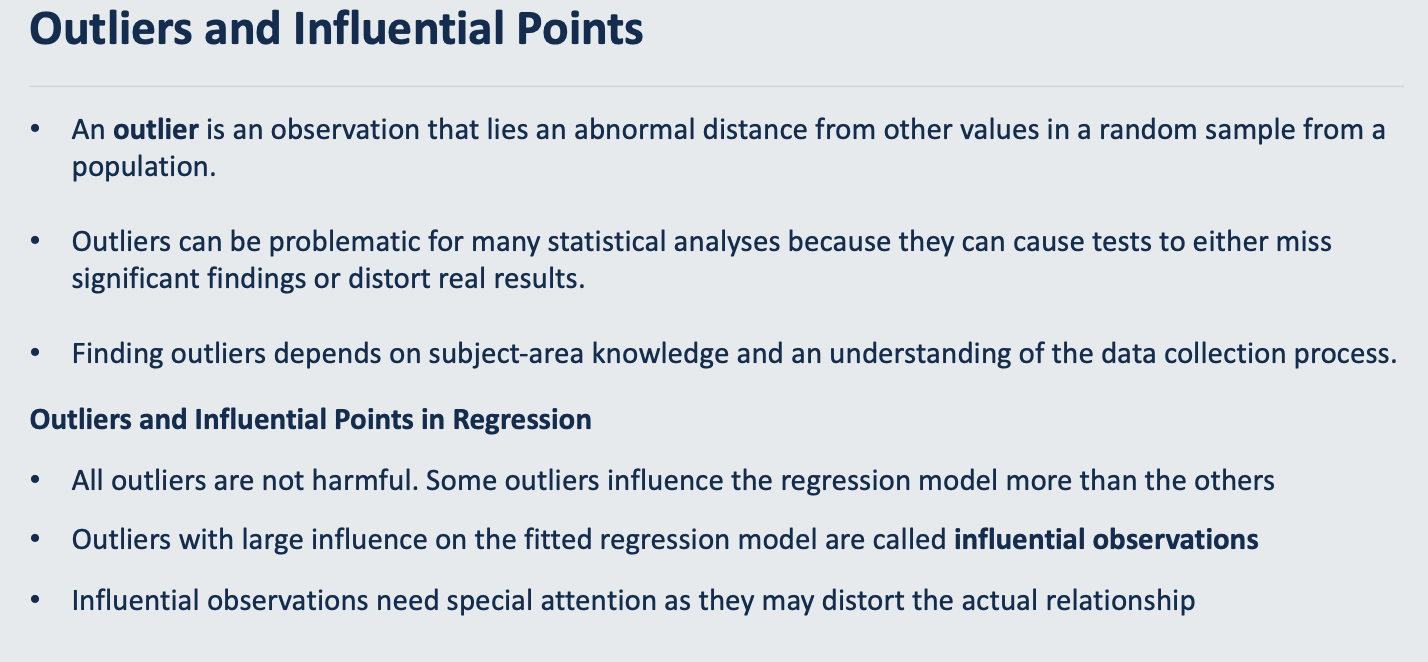 Outliers and Influential Points
• An outlier is an observation that lies an abnormal distance from other values in a random sample from a
population.
• Outliers can be problematic for many statistical analyses because they can cause tests to either miss
significant findings or distort real results.
• Finding outliers depends on subject-area knowledge and an understanding of the data collection process.
Outliers and Influential Points in Regression
• All outliers are not harmful. Some outliers influence the regression model more than the others
• Outliers with large influence on the fitted regression model are called influential observations
• Influential observations need special attention as they may distort the actual relationship